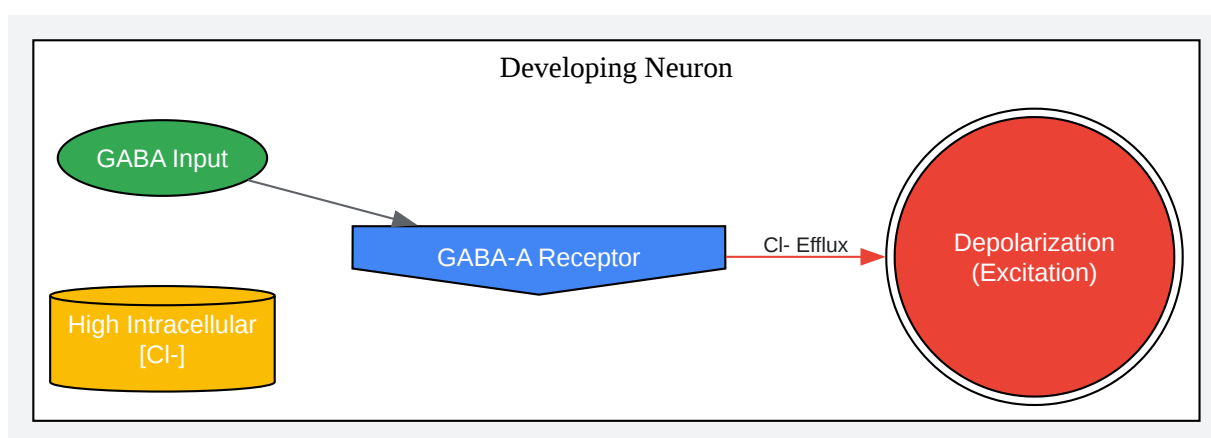 Developing Neuron
GABA Input
GABA-A Receptor
Cl- Efflux
Depolarization
(Excitation)
High Intracellular
[Cl-]